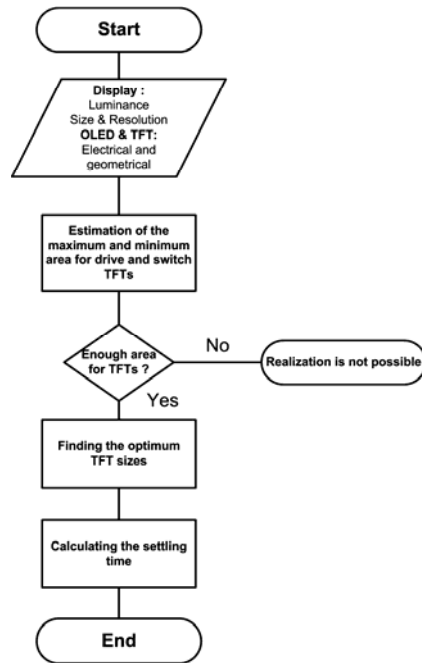 Start
Display :
Luminance
Size & Resolution
OLED & TFT:
Electrical and
geometrical
Estimation of the
maximum and minimum
area for drive and switch
TFTs
Enough area
for TFTs ?
No
Realization is not possible
Yes
Finding the optimum
TFT sizes
Calculating the settling
time
End